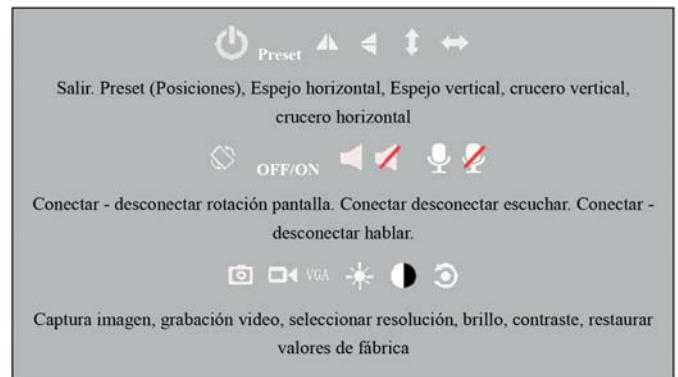 Preset
Salir. Preset (Posiciones), Espejo horizontal, Espejo vertical, crucero vertical,
crucero horizontal
OFF/ON
Conectar - desconectar rotación pantalla. Conectar desconectar escuchar. Conectar -
desconectar hablar.
VGA
Captura imagen, grabación video, seleccionar resolución, brillo, contraste, restaurar
valores de fábrica